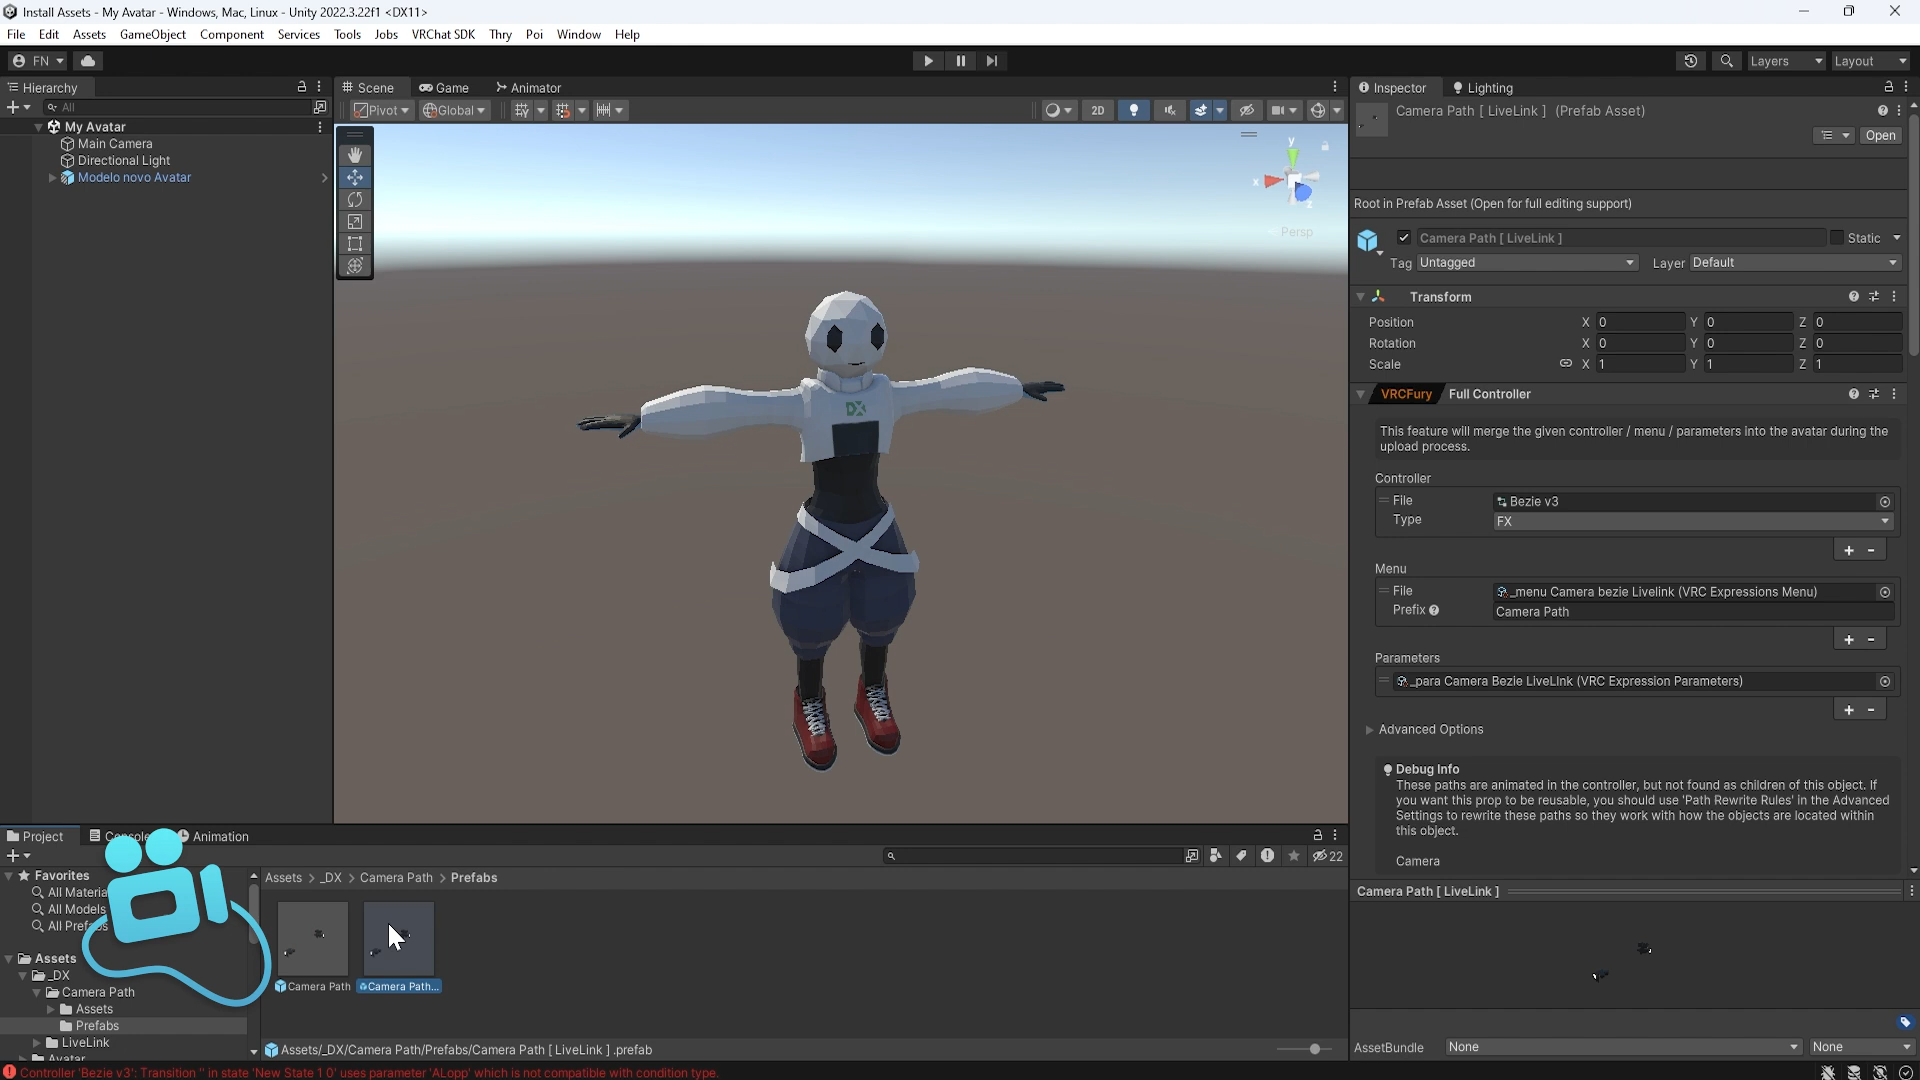 Install Assets - My Avatar - Windows, Mac, Linux - Unity 2022.3.22f1 <DX11>
File Edit Assets GameObject Component Services Tools Jobs VRChat SDK Thry Poi Window Help
FN
Layers
Layout
Hierarchy
All
My Avatar
Main Camera
Directional Light
Modelo novo Avatar
Scene Game Animator
Pivot Global
2D
y
x
z
Persp
DX
Inspector Lighting
Camera Path [ LiveLink ] (Prefab Asset)
Open
Root in Prefab Asset (Open for full editing support)
Camera Path [ LiveLink ]
Static
Tag Untagged Layer Default
Transform
Position X 0 Y 0 Z 0
Rotation X 0 Y 0 Z 0
Scale X 1 Y 1 Z 1
VRCFury Full Controller
This feature will merge the given controller / menu / parameters into the avatar during the
upload process.
Controller
File Bezie v3
Type FX
+ -
Menu
File _menu Camera bezie Livelink (VRC Expressions Menu)
Prefix Camera Path
+ -
Parameters
_para Camera Bezie LiveLInk (VRC Expression Parameters)
+ -
Advanced Options
Debug Info
These paths are animated in the controller, but not found as children of this object. If
you want this prop to be reusable, you should use 'Path Rewrite Rules' in the Advanced
Settings to rewrite these paths so they work with how the objects are located within
this object.
Camera
Camera Path [ LiveLink ]
AssetBundle None None
Project Console Animation
22
Favorites
All Materia
All Models
All Prefabs
Assets
_DX
Camera Path
Assets
Prefabs
LiveLink
Avatar
Assets > _DX > Camera Path > Prefabs
Camera Path
Camera Path...
Assets/_DX/Camera Path/Prefabs/Camera Path [ LiveLink ] .prefab
Controller 'Bezie v3': Transition '' in state 'New State 1 0' uses parameter 'ALopp' which is not compatible with condition type.